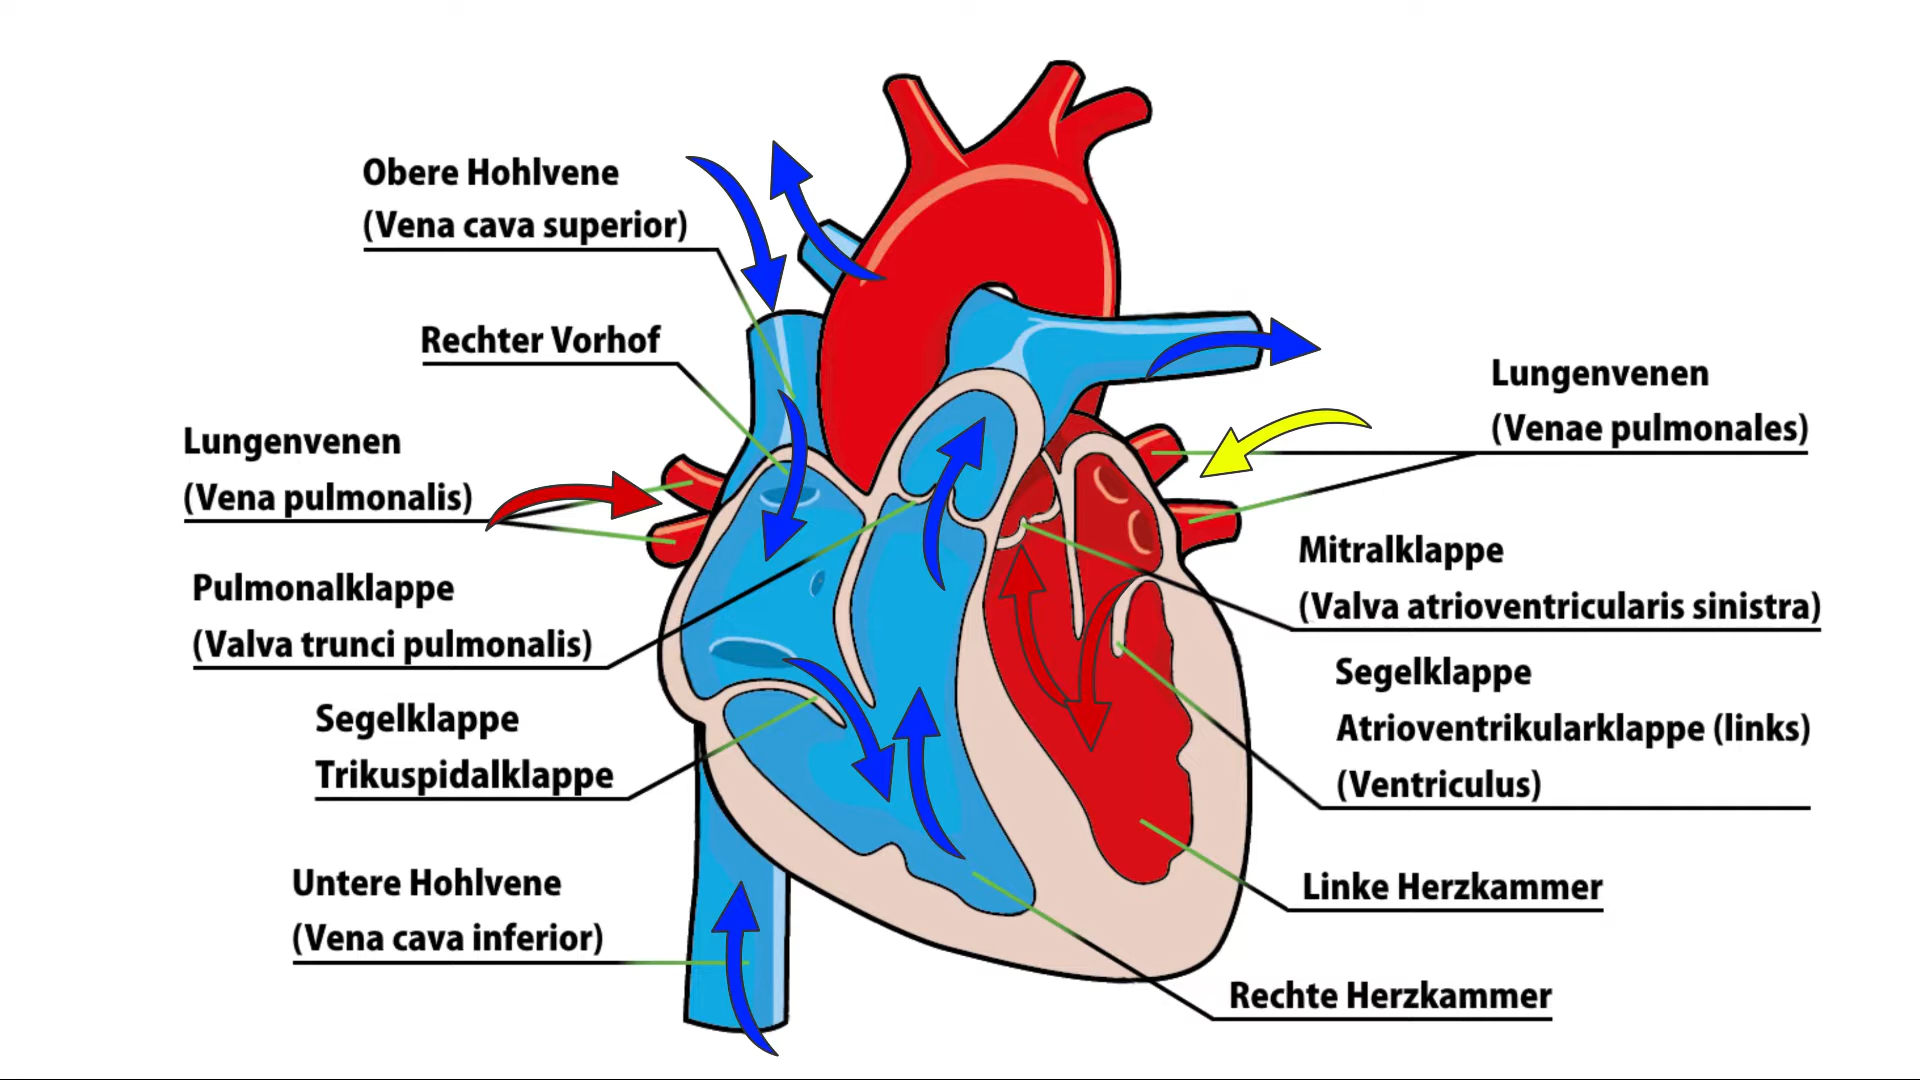 Obere Hohlvene
(Vena cava superior)
Rechter Vorhof
Lungenvenen
(Vena pulmonalis)
Pulmonalklappe
(Valva trunci pulmonalis)
Segelklappe
Trikuspidalklappe
Untere Hohlvene
(Vena cava inferior)
Lungenvenen
(Venae pulmonales)
Mitralklappe
(Valva atrioventricularis sinistra)
Segelklappe
Atrioventrikularklappe (links)
(Ventriculus)
Linke Herzkammer
Rechte Herzkammer